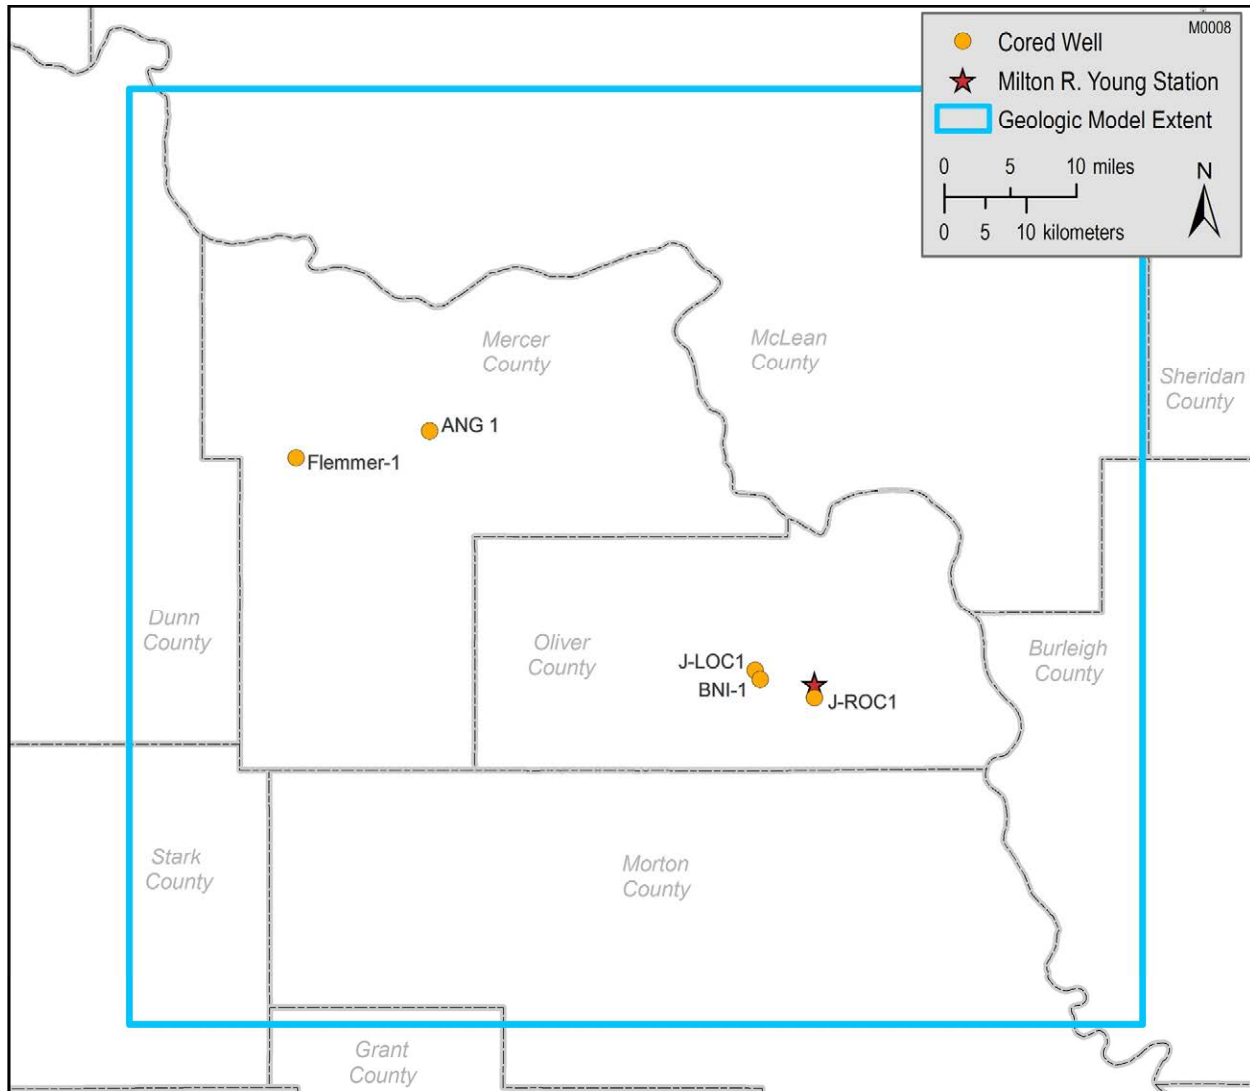 M0008
Cored Well
Milton R. Young Station
Geologic Model Extent
0 5 10 miles
N
0 5 10 kilometers
Mercer
County
McLean
County
Sheridan
County
ANG 1
Flemmer-1
Dunn
County
Oliver
County
J-LOC1
BNI-1
J-ROC1
Burleigh
County
Stark
County
Morton
County
Grant
County